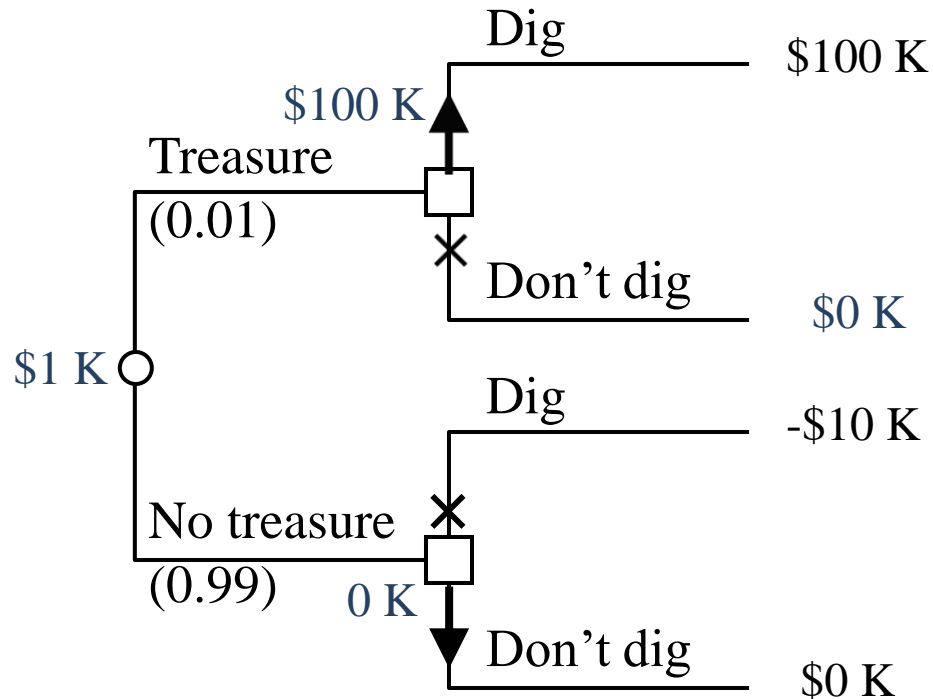 Dig
$100 K
$100 K
Treasure
(0.01)
Don’t dig
$0 K
$1 K
Dig
-$10 K
No treasure
(0.99)
0 K
Don’t dig
$0 K